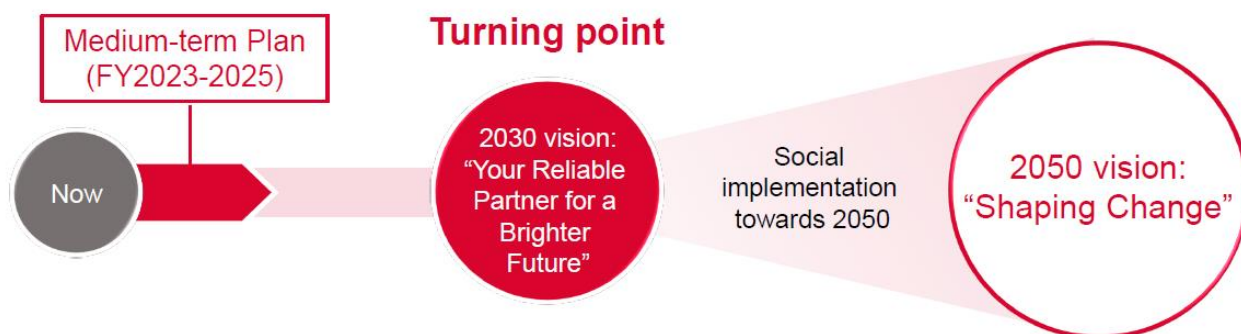 Medium-term Plan
(FY2023-2025)
Turning point
Now
2030 vision:
“Your Reliable
Partner for a
Brighter
Future”
Social
implementation
towards 2050
2050 vision:
“Shaping Change”